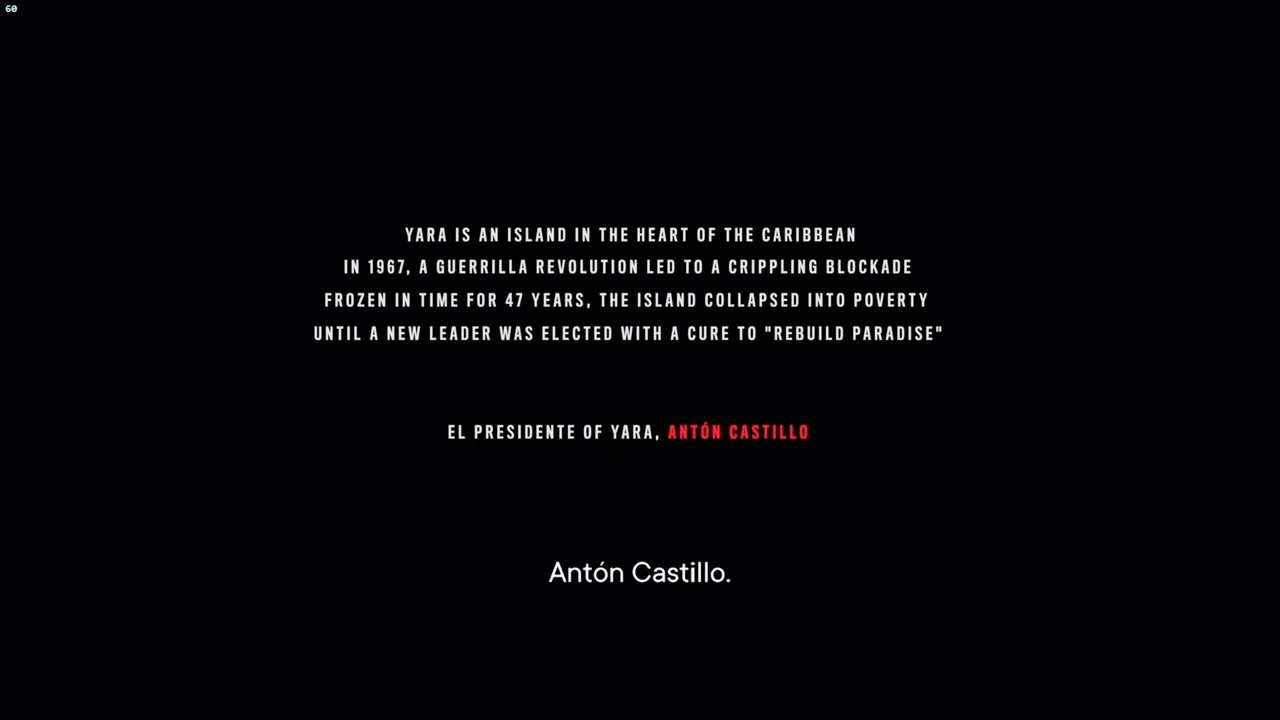 60
YARA IS AN ISLAND IN THE HEART OF THE CARIBBEAN
IN 1967, A GUERRILLA REVOLUTION LED TO A CRIPPLING BLOCKADE
FROZEN IN TIME FOR 47 YEARS, THE ISLAND COLLAPSED INTO POVERTY
UNTIL A NEW LEADER WAS ELECTED WITH A CURE TO "REBUILD PARADISE"
EL PRESIDENTE OF YARA, ANTÓN CASTILLO
Antón Castillo.